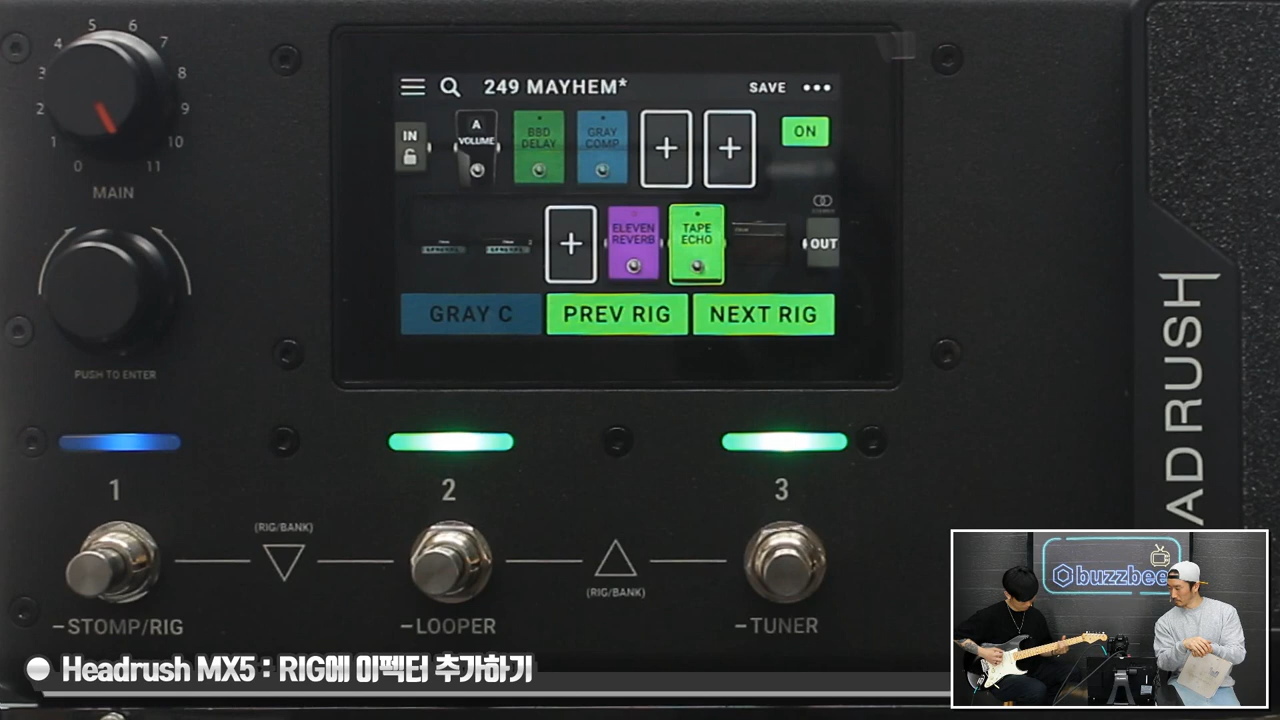 5 6
4 7
3 8
2 9
1 10
0 11
MAIN
PUSH TO ENTER
249 MAYHEM*
SAVE
IN
A
VOLUME
BBD
DELAY
GRAY
COMP
+
+
ON
+
ELEVEN
REVERB
TAPE
ECHO
OUT
GRAY C
PREV RIG
NEXT RIG
AD RUSH
1
2
3
(RIG/BANK)
(RIG/BANK)
–STOMP/RIG
–LOOPER
–TUNER
buzzbee
Headrush MX5 : RIG에 이펙터 추가하기